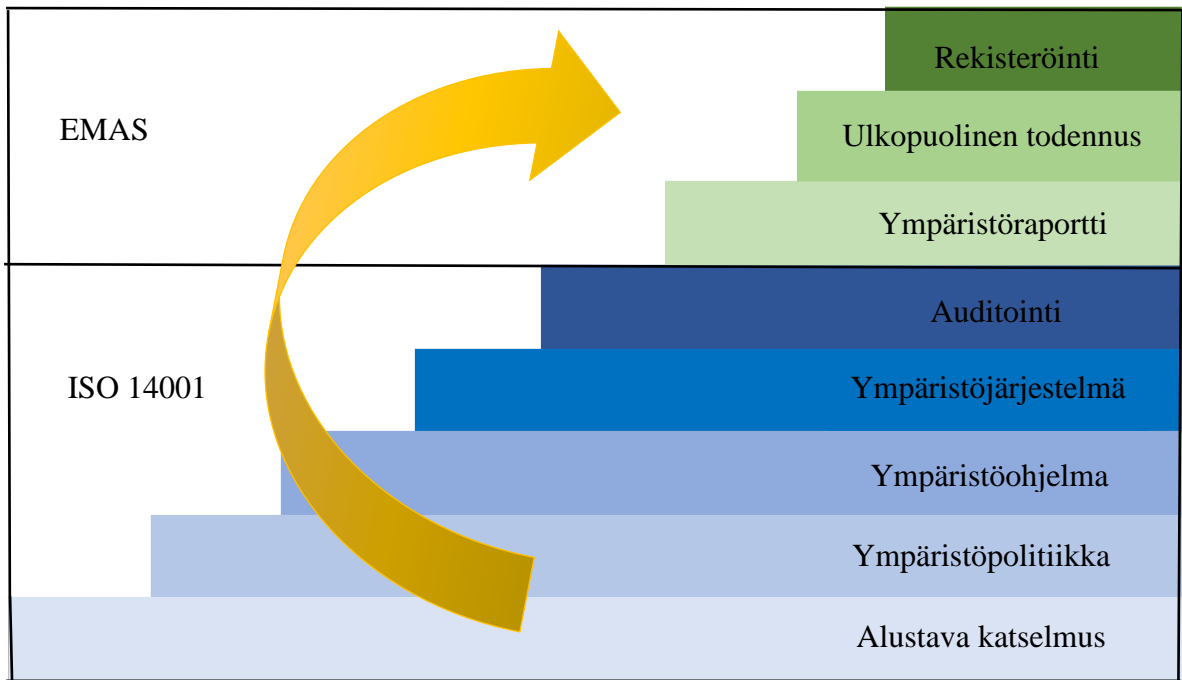 Rekisteröinti
EMAS
Ulkopuolinen todennus
Ympäristöraportti
Auditointi
ISO 14001
Ympäristöjärjestelmä
Ympäristöohjelma
Ympäristöpolitiikka
Alustava katselmus